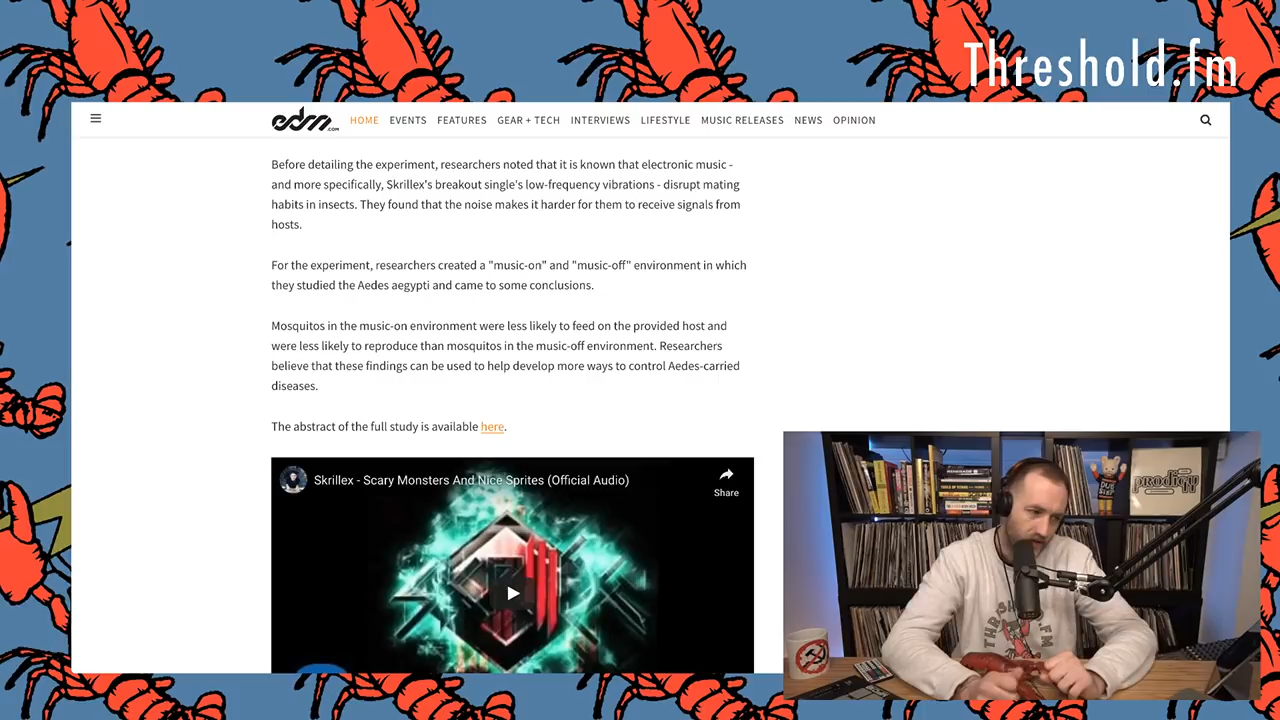 Threshold.fm
edm.com HOME EVENTS FEATURES GEAR + TECH INTERVIEWS LIFESTYLE MUSIC RELEASES NEWS OPINION
Before detailing the experiment, researchers noted that it is known that electronic music -
and more specifically, Skrillex's breakout single's low-frequency vibrations - disrupt mating
habits in insects. They found that the noise makes it harder for them to receive signals from
hosts.
For the experiment, researchers created a "music-on" and "music-off" environment in which
they studied the Aedes aegypti and came to some conclusions.
Mosquitos in the music-on environment were less likely to feed on the provided host and
were less likely to reproduce than mosquitos in the music-off environment. Researchers
believe that these findings can be used to help develop more ways to control Aedes-carried
diseases.
The abstract of the full study is available here.
Skrillex - Scary Monsters And Nice Sprites (Official Audio)
Share
prodigy
DUB
STEP